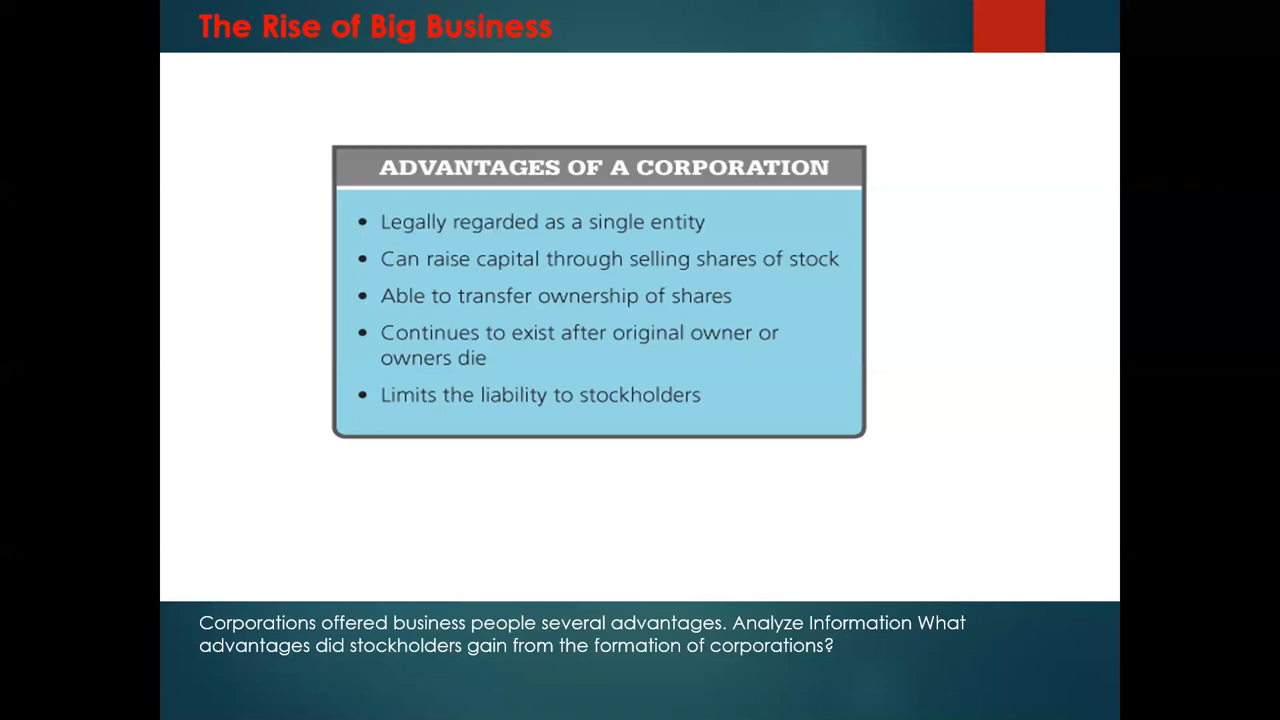 The Rise of Big Business
ADVANTAGES OF A CORPORATION
• Legally regarded as a single entity
• Can raise capital through selling shares of stock
• Able to transfer ownership of shares
• Continues to exist after original owner or
owners die
• Limits the liability to stockholders
Corporations offered business people several advantages. Analyze Information What
advantages did stockholders gain from the formation of corporations?